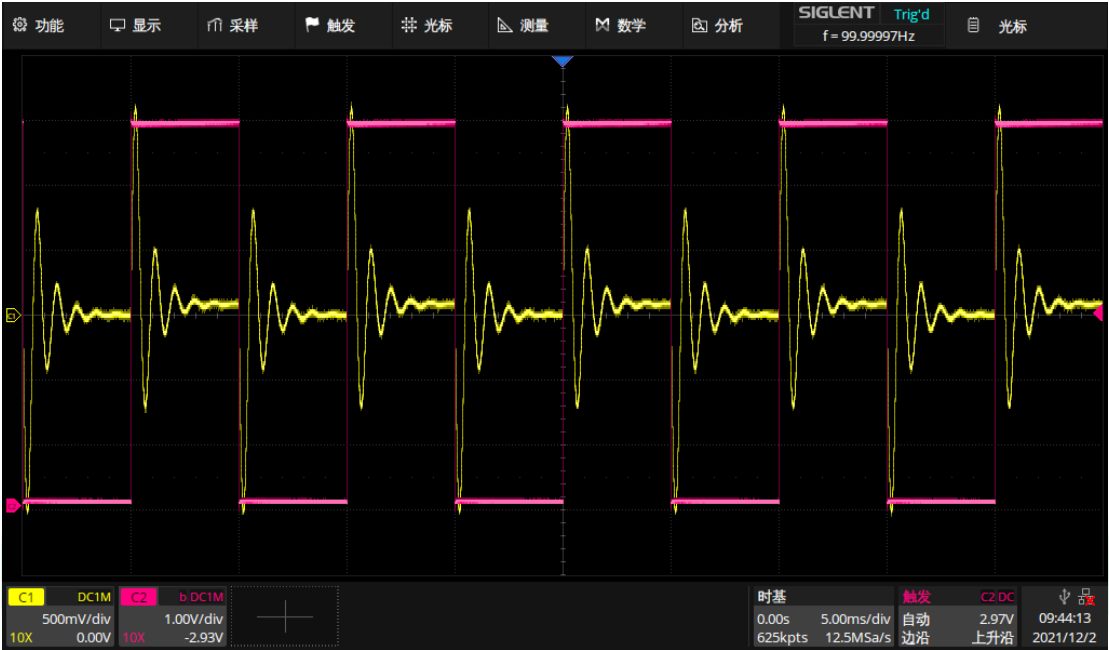 功能 显示 采样 触发 光标 测量 数学 分析
SIGLENT Trig'd
f = 99.99997Hz
光标
C1
C1 DC1M
500mV/div
10X 0.00V
C2 b DC1M
1.00V/div
10X -2.93V
时基
0.00s 5.00ms/div
625kpts 12.5MSa/s
触发 C2 DC
自动 2.97V
边沿 上升沿
09:44:13
2021/12/2